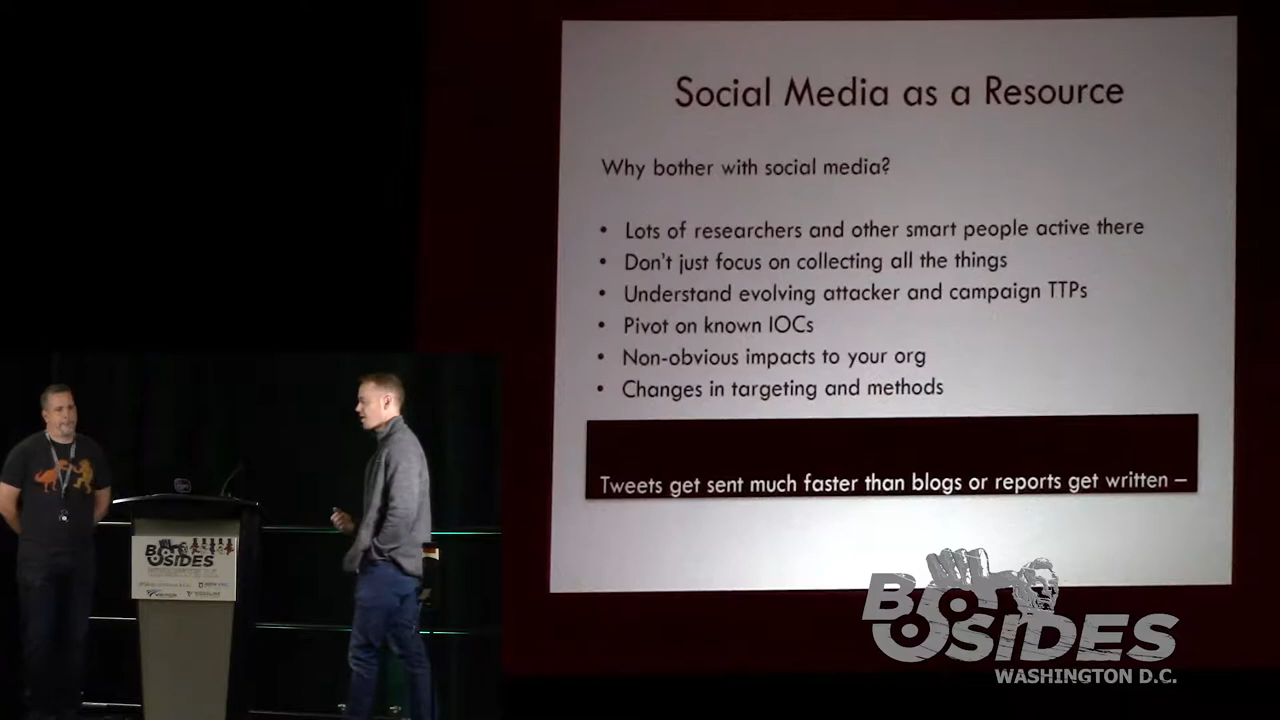 Social Media as a Resource
Why bother with social media?
• Lots of researchers and other smart people active there
• Don't just focus on collecting all the things
• Understand evolving attacker and campaign TTPs
• Pivot on known IOCs
• Non-obvious impacts to your org
• Changes in targeting and methods
Tweets get sent much faster than blogs or reports get written –
BSIDES
BSIDES
WASHINGTON D.C.